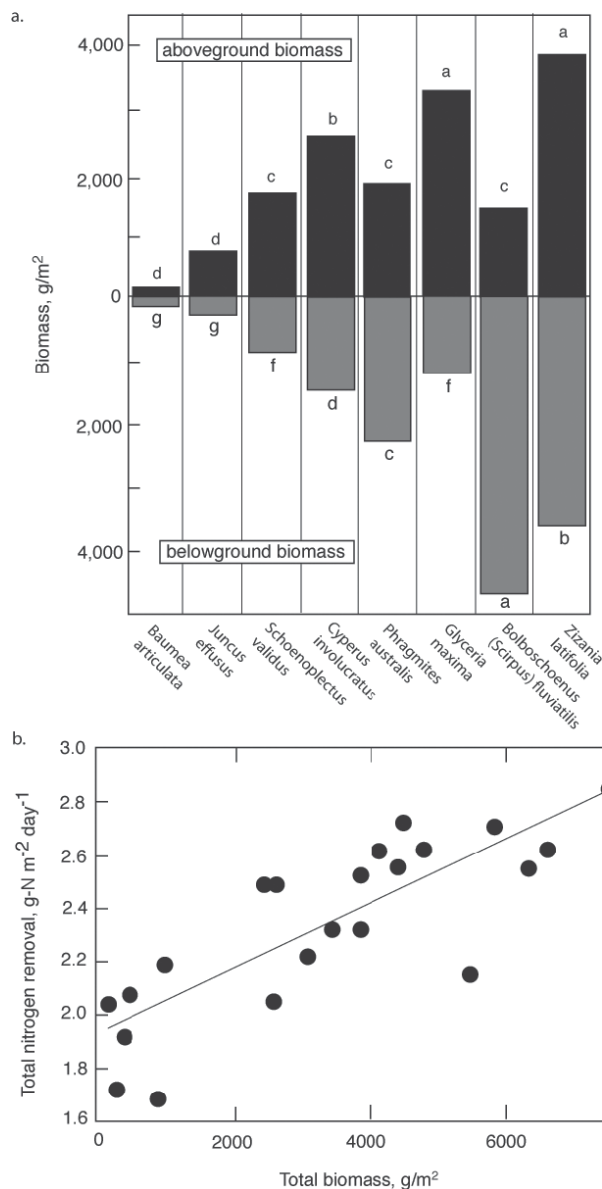 a.
4,000
aboveground biomass
a
a
b
c
c
c
2,000
d
d
0
g
g
f
d
c
f
a
b
2,000
4,000
belowground biomass
Biomass, g/m²
Baumea
articulata
Juncus
effusus
Schoenoplectus
validus
Cyperus
involucratus
Phragmites
australis
Glyceria
maxima
Bolboschoenus
(Scirpus) fluviatilis
Zizania
latifolia
b.
3.0
2.8
2.6
2.4
2.2
2.0
1.8
1.6
Total nitrogen removal, g-N m⁻² day⁻¹
0
2000
4000
6000
Total biomass, g/m²